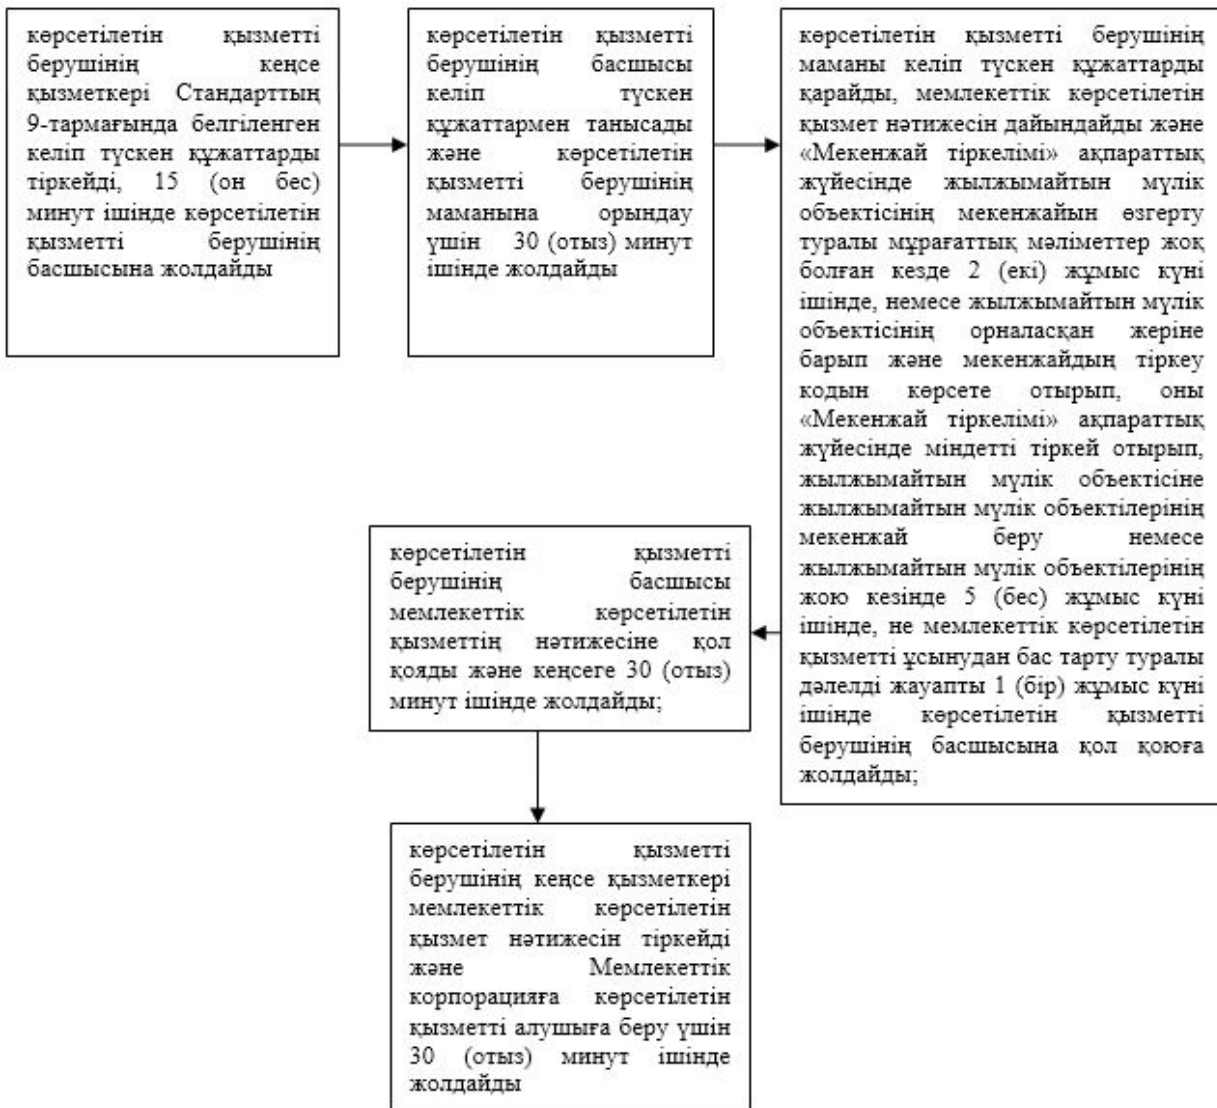 көрсетілетін қызметті
берушінің кеңсе
қызметкері Стандарттың
9-тармағында белгіленген
келіп түскен құжаттарды
тіркейді, 15 (он бес)
минут ішінде көрсетілетін
қызметті берушінің
басшысына жолдайды
көрсетілетін қызметті
берушінің басшысы
келіп түскен
құжаттармен танысады
және көрсетілетін
қызметті берушінің
маманына орындау
үшін 30 (отыз) минут
ішінде жолдайды
көрсетілетін қызметті берушінің
маманы келіп түскен құжаттарды
қарайды, мемлекеттік көрсетілетін
қызмет нәтижесін дайындайды және
«Мекенжай тіркелімі» ақпараттық
жүйесінде жылжымайтын мүлік
объектісінің мекенжайын өзгерту
туралы мұрағаттық мәліметтер жоқ
болған кезде 2 (екі) жұмыс күні
ішінде, немесе жылжымайтын мүлік
объектісінің орналасқан жеріне
барып және мекенжайдың тіркеу
кодын көрсете отырып, оны
«Мекенжай тіркелімі» ақпараттық
жүйесінде міндетті тіркей отырып,
жылжымайтын мүлік объектісіне
жылжымайтын мүлік объектілерінің
мекенжай беру немесе
жылжымайтын мүлік объектілерінің
жою кезінде 5 (бес) жұмыс күні
ішінде, не мемлекеттік көрсетілетін
қызметті ұсынудан бас тарту туралы
дәлелді жауапты 1 (бір) жұмыс күні
ішінде көрсетілетін қызметті
берушінің басшысына қол қоюға
жолдайды;
көрсетілетін қызметті
берушінің басшысы
мемлекеттік көрсетілетін
қызметтің нәтижесіне қол
қояды және кеңсеге 30 (отыз)
минут ішінде жолдайды;
көрсетілетін қызметті
берушінің кеңсе қызметкері
мемлекеттік көрсетілетін
қызмет нәтижесін тіркейді
және Мемлекеттік
корпорацияға көрсетілетін
қызметті алушыға беру үшін
30 (отыз) минут ішінде
жолдайды